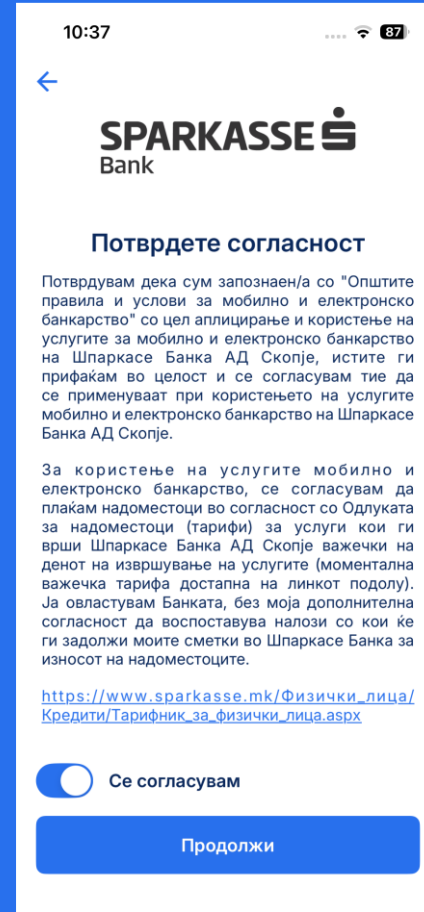 10:37
87
SPARKASSE
Bank
Потврдете согласност
Потврдувам дека сум запознаен/а со "Општите
правила и услови за мобилно и електронско
банкарство" со цел аплицирање и користење на
услугите за мобилно и електронско банкарство
на Шпаркасе Банка АД Скопје, истите ги
прифаќам во целост и се согласувам тие да
се применуваат при користењето на услугите
мобилно и електронско банкарство на Шпаркасе
Банка АД Скопје.
За користење на услугите мобилно и
електронско банкарство, се согласувам да
плаќам надоместоци во согласност со Одлуката
за надоместоци (тарифи) за услуги кои ги
врши Шпаркасе Банка АД Скопје важечки на
денот на извршување на услугите (моментална
важечка тарифа достапна на линкот подолу).
Ја овластувам Банката, без моја дополнителна
согласност да воспоставува налози со кои ќе
ги задолжи моите сметки во Шпаркасе Банка за
износот на надоместоците.
https://www.sparkasse.mk/Физички_лица/
Кредити/Тарифник_за_физички_лица.aspx
Се согласувам
Продолжи